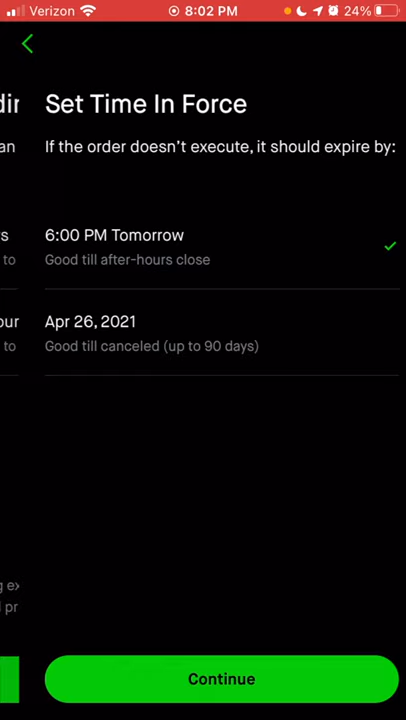 Verizon 8:02 PM 24%
Set Time In Force
If the order doesn't execute, it should expire by:
6:00 PM Tomorrow
Good till after-hours close
Apr 26, 2021
Good till canceled (up to 90 days)
Continue